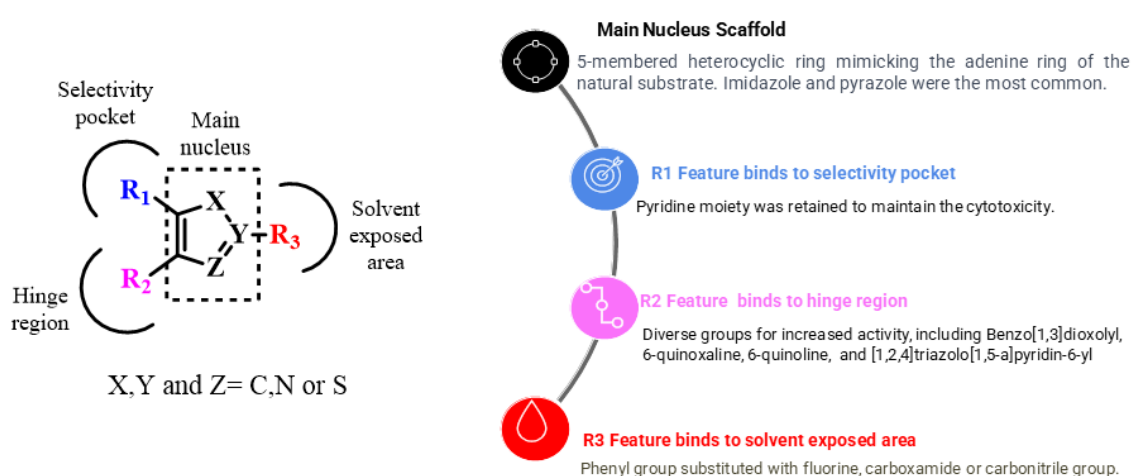 Selectivity
pocket
Main
nucleus
R1
X
Y
R3
Z
R2
Solvent
exposed
area
Hinge
region
X,Y and Z= C,N or S
Main Nucleus Scaffold
5-membered heterocyclic ring mimicking the adenine ring of the
natural substrate. Imidazole and pyrazole were the most common.
R1 Feature binds to selectivity pocket
Pyridine moiety was retained to maintain the cytotoxicity.
R2 Feature binds to hinge region
Diverse groups for increased activity, including Benzo[1,3]dioxolyl,
6-quinoxaline, 6-quinoline, and [1,2,4]triazolo[1,5-a]pyridin-6-yl
R3 Feature binds to solvent exposed area
Phenyl group substituted with fluorine, carboxamide or carbonitrile group.